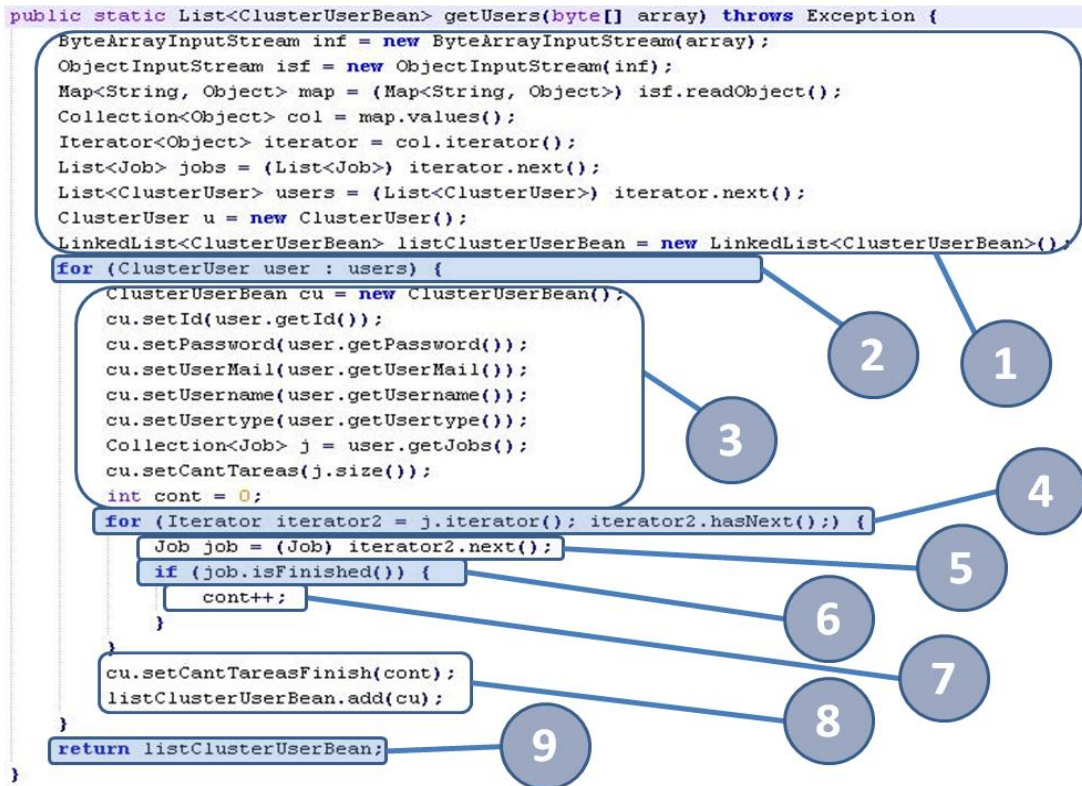 public static List<ClusterUserBean> getUsers(byte[] array) throws Exception {
ByteArrayInputStream inf = new ByteArrayInputStream(array);
ObjectInputStream isf = new ObjectInputStream(inf);
Map<String, Object> map = (Map<String, Object>) isf.readObject();
Collection<Object> col = map.values();
Iterator<Object> iterator = col.iterator();
List<Job> jobs = (List<Job>) iterator.next();
List<ClusterUser> users = (List<ClusterUser>) iterator.next();
ClusterUser u = new ClusterUser();
LinkedList<ClusterUserBean> listClusterUserBean = new LinkedList<ClusterUserBean>();
for (ClusterUser user : users) {
ClusterUserBean cu = new ClusterUserBean();
cu.setId(user.getId());
cu.setPassword(user.getPassword());
cu.setUserMail(user.getUserMail());
cu.setUsername(user.getUsername());
cu.setUsertype(user.getUsertype());
Collection<Job> j = user.getJobs();
cu.setCantTareas(j.size());
int cont = 0;
for (Iterator iterator2 = j.iterator(); iterator2.hasNext();) {
Job job = (Job) iterator2.next();
if (job.isFinished()) {
cont++;
}
}
cu.setCantTareasFinish(cont);
listClusterUserBean.add(cu);
}
return listClusterUserBean;
}
1
2
3
4
5
6
7
8
9